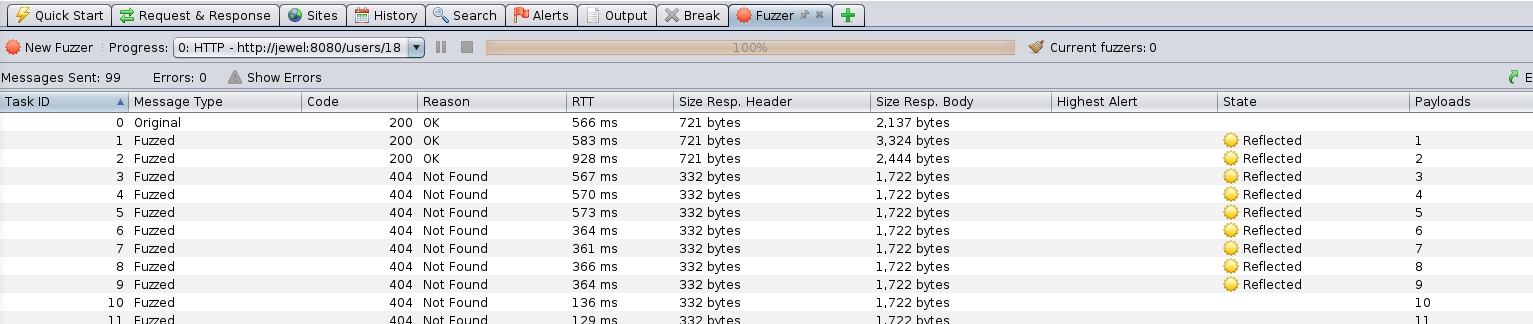 Quick Start Request & Response Sites History Search Alerts Output Break Fuzzer
New Fuzzer Progress: 0: HTTP - http://jewel:8080/users/18 100% Current fuzzers: 0
Messages Sent: 99 Errors: 0 Show Errors E
Task ID Message Type Code Reason RTT Size Resp. Header Size Resp. Body Highest Alert State Payloads
0 Original 200 OK 566 ms 721 bytes 2,137 bytes
1 Fuzzed 200 OK 583 ms 721 bytes 3,324 bytes Reflected 1
2 Fuzzed 200 OK 928 ms 721 bytes 2,444 bytes Reflected 2
3 Fuzzed 404 Not Found 567 ms 332 bytes 1,722 bytes Reflected 3
4 Fuzzed 404 Not Found 570 ms 332 bytes 1,722 bytes Reflected 4
5 Fuzzed 404 Not Found 573 ms 332 bytes 1,722 bytes Reflected 5
6 Fuzzed 404 Not Found 364 ms 332 bytes 1,722 bytes Reflected 6
7 Fuzzed 404 Not Found 361 ms 332 bytes 1,722 bytes Reflected 7
8 Fuzzed 404 Not Found 366 ms 332 bytes 1,722 bytes Reflected 8
9 Fuzzed 404 Not Found 364 ms 332 bytes 1,722 bytes Reflected 9
10 Fuzzed 404 Not Found 136 ms 332 bytes 1,722 bytes 10
11 Fuzzed 404 Not Found 129 ms 332 bytes 1,722 bytes 11